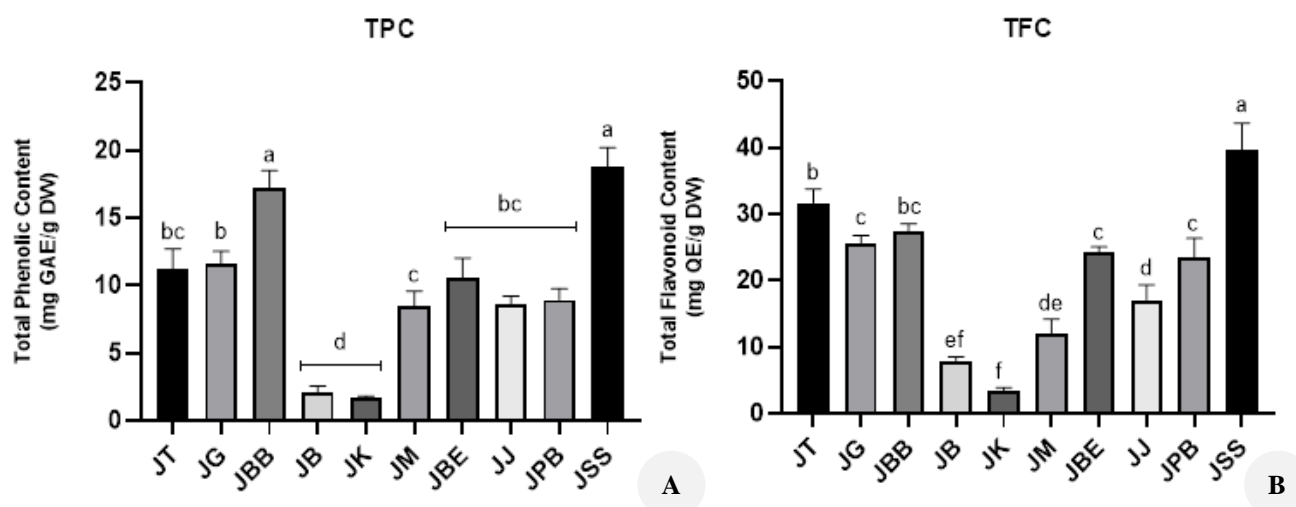 TPC
Total Phenolic Content
(mg GAE/g DW)
25
20
15
10
5
0
bc
b
a
d
c
bc
a
JT
JG
JBB
JB
JK
JM
JBE
JJ
JPB
JSS
A
TFC
Total Flavonoid Content
(mg QE/g DW)
50
40
30
20
10
0
b
c
bc
ef
f
de
c
d
c
a
JT
JG
JBB
JB
JK
JM
JBE
JJ
JPB
JSS
B